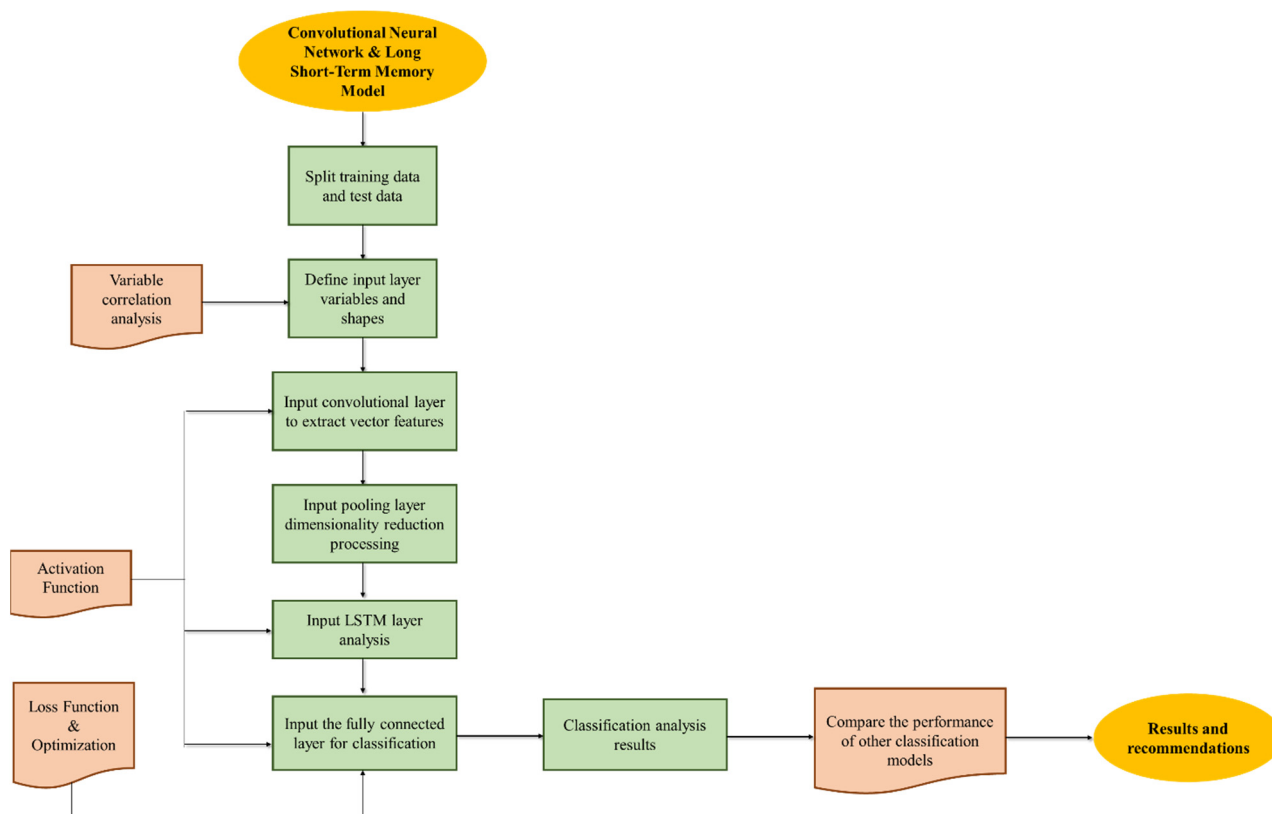 Convolutional Neural
Network & Long
Short-Term Memory
Model
Split training data
and test data
Variable
correlation
analysis
Define input layer
variables and
shapes
Input convolutional layer
to extract vector features
Input pooling layer
dimensionality reduction
processing
Activation
Function
Input LSTM layer
analysis
Loss Function
&
Optimization
Input the fully connected
layer for classification
Classification analysis
results
Compare the performance
of other classification
models
Results and
recommendations